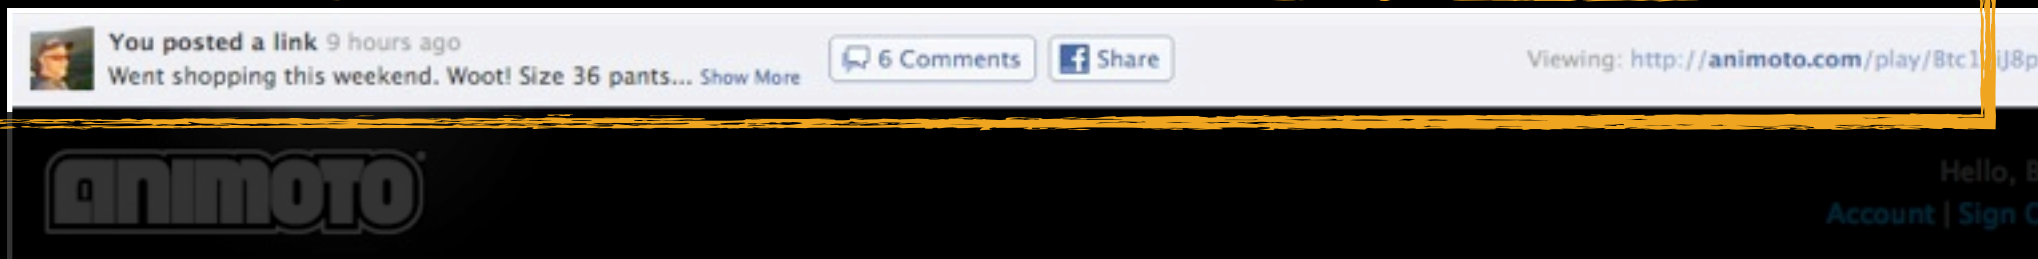 You posted a link 9 hours ago
Went shopping this weekend. Woot! Size 36 pants... Show More
6 Comments
Share
Viewing: http://animoto.com/play/
ANIMOTO
Hello,
Account | Sign